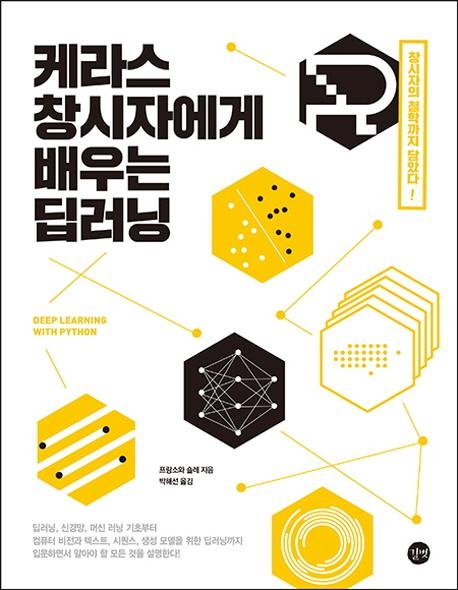 케라스
창시자에게
배우는
딥러닝
창시자의 철학까지 담았다!
DEEP LEARNING
WITH PYTHON
프랑소와 숄레 지음
박해선 옮김
딥러닝, 신경망, 머신 러닝 기초부터
컴퓨터 비전과 텍스트, 시퀀스, 생성 모델을 위한 딥러닝까지
입문하면서 알아야 할 모든 것을 설명한다!
길벗